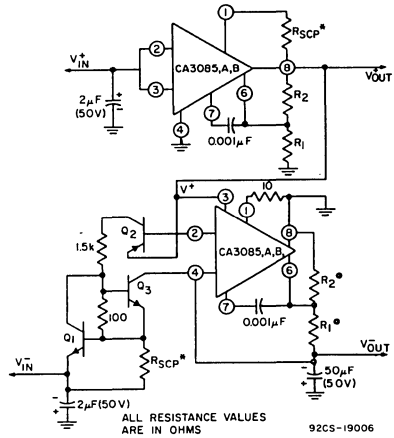 1
RSCP*
V+IN
2
3
CA3085,A,B
8
V+OUT
6
R2
7
4
0.001μF
R1
2μF
(50V)
V+
3
10
1
Q2
2
CA3085,A,B
8
1.5k
Q3
4
6
R2●
7
0.001μF
R1●
Q1
100
RSCP*
V-OUT
V-IN
50μF
(50V)
2μF(50V)
ALL RESISTANCE VALUES
ARE IN OHMS
92CS-19006